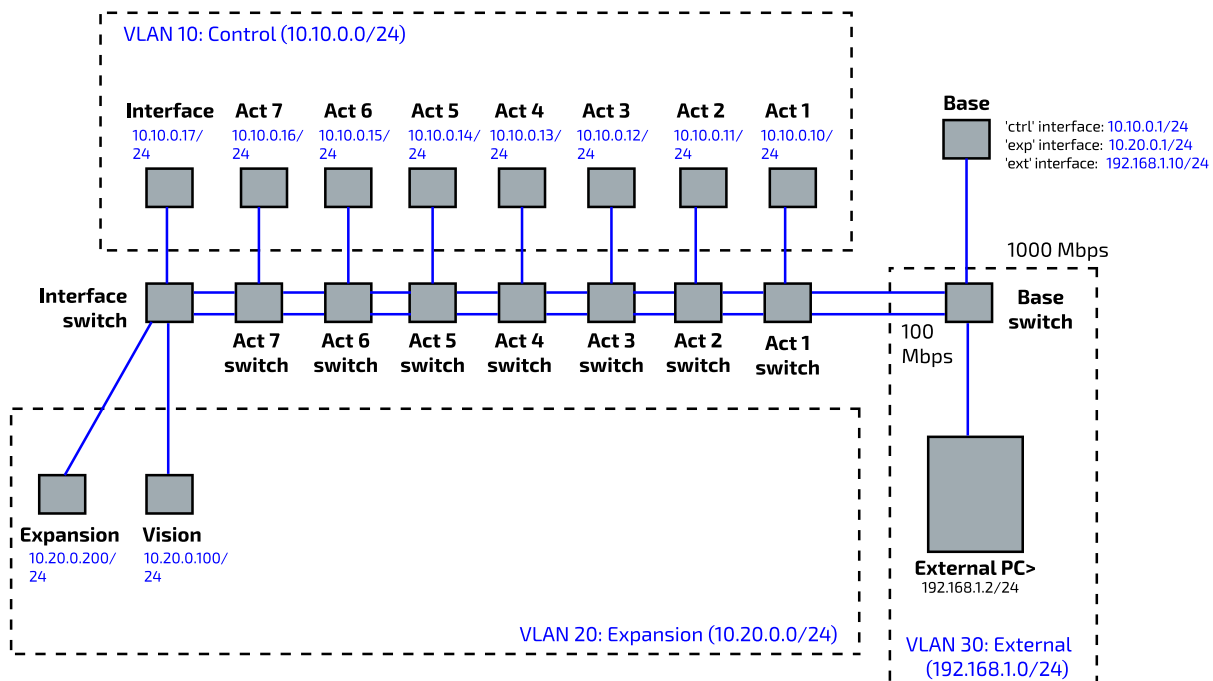 VLAN 10: Control (10.10.0.0/24)
Interface
10.10.0.17/
24
Act 7
10.10.0.16/
24
Act 6
10.10.0.15/
24
Act 5
10.10.0.14/
24
Act 4
10.10.0.13/
24
Act 3
10.10.0.12/
24
Act 2
10.10.0.11/
24
Act 1
10.10.0.10/
24
Base
'ctrl' interface: 10.10.0.1/24
'exp' interface: 10.20.0.1/24
'ext' interface: 192.168.1.10/24
1000 Mbps
Interface
switch
Act 7
switch
Act 6
switch
Act 5
switch
Act 4
switch
Act 3
switch
Act 2
switch
Act 1
switch
100
Mbps
Base
switch
Expansion
10.20.0.200/
24
Vision
10.20.0.100/
24
VLAN 20: Expansion (10.20.0.0/24)
External PC>
192.168.1.2/24
VLAN 30: External
(192.168.1.0/24)